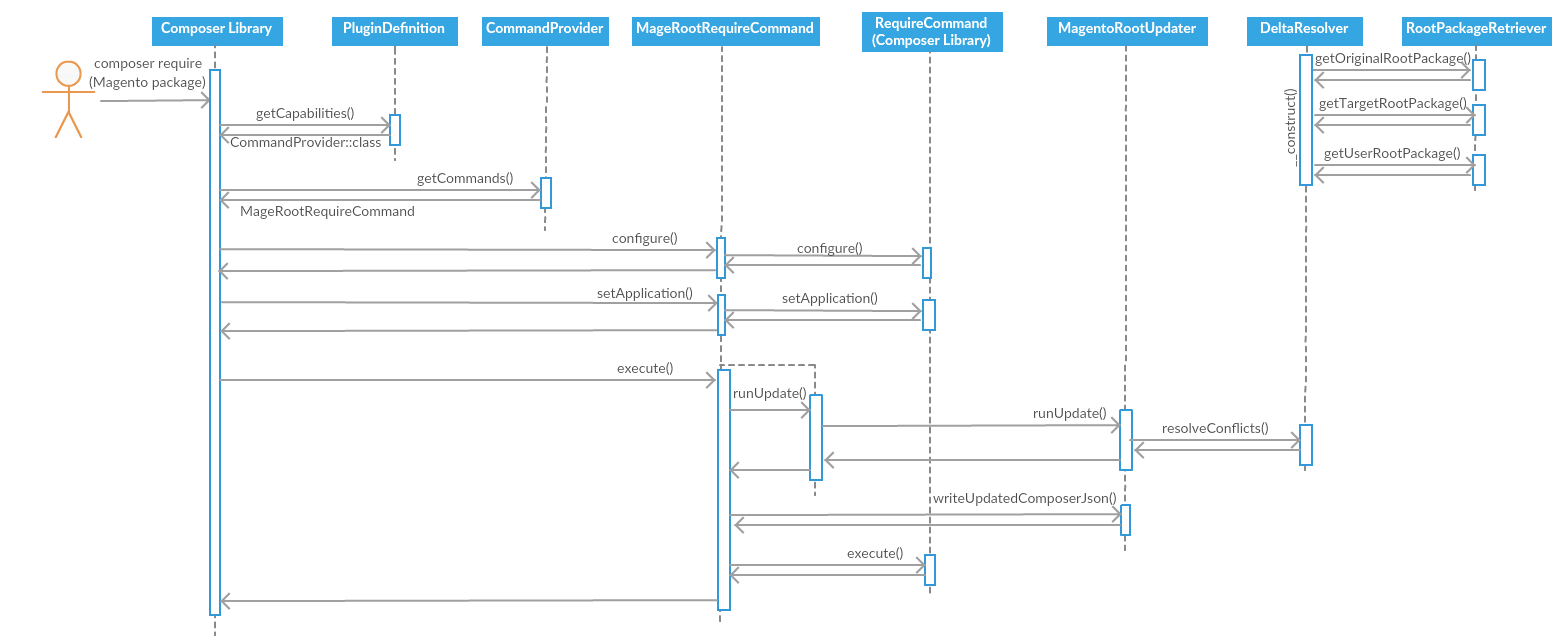 Composer Library
PluginDefinition
CommandProvider
MageRootRequireCommand
RequireCommand
(Composer Library)
MagentoRootUpdater
DeltaResolver
RootPackageRetriever
composer require
(Magento package)
getOriginalRootPackage()
__construct()
getTargetRootPackage()
getCapabilities()
CommandProvider::class
getUserRootPackage()
getCommands()
MageRootRequireCommand
configure()
configure()
setApplication()
setApplication()
execute()
runUpdate()
runUpdate()
resolveConflicts()
writeUpdatedComposerJson()
execute()